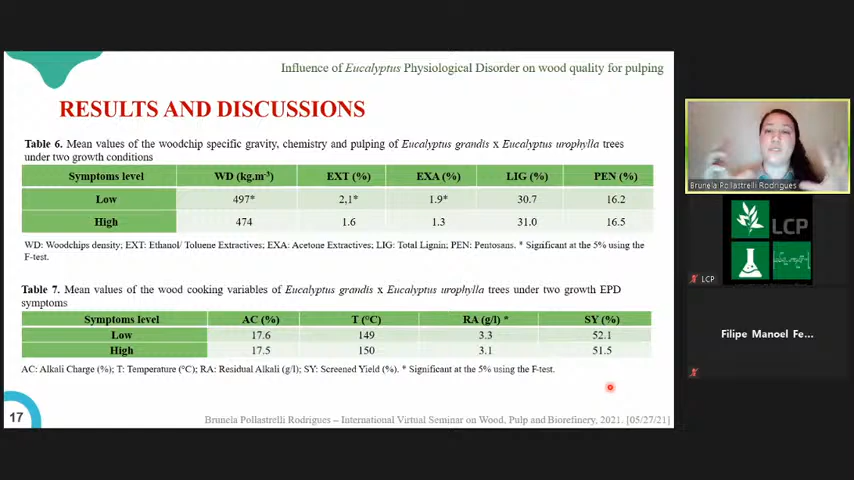 Influence of Eucalyptus Physiological Disorder on wood quality for pulping
RESULTS AND DISCUSSIONS
Table 6. Mean values of the woodchip specific gravity, chemistry and pulping of Eucalyptus grandis x Eucalyptus urophylla trees
under two growth conditions
Symptoms level WD (kg.m-³) EXT (%) EXA (%) LIG (%) PEN (%)
Low 497* 2,1* 1.9* 30.7 16.2
High 474 1.6 1.3 31.0 16.5
WD: Woodchips density; EXT: Ethanol/ Toluene Extractives; EXA: Acetone Extractives; LIG: Total Lignin; PEN: Pentosans. * Significant at the 5% using the
F-test.
Table 7. Mean values of the wood cooking variables of Eucalyptus grandis x Eucalyptus urophylla trees under two growth EPD
symptoms
Symptoms level AC (%) T (°C) RA (g/l) * SY (%)
Low 17.6 149 3.3 52.1
High 17.5 150 3.1 51.5
AC: Alkali Charge (%); T: Temperature (°C); RA: Residual Alkali (g/l); SY: Screened Yield (%). * Significant at the 5% using the F-test.
17
Brunela Pollastrelli Rodrigues – International Virtual Seminar on Wood, Pulp and Biorefinery, 2021. [05/27/21]
Brunela Pollastrelli Rodrigues
LCP
LCP
Filipe Manoel Fe...